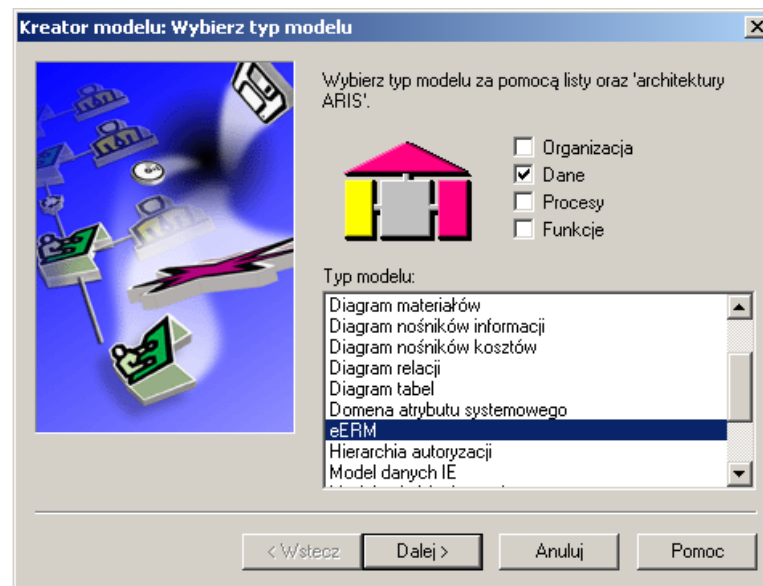 Kreator modelu: Wybierz typ modelu
Wybierz typ modelu za pomocą listy oraz 'architektury
ARIS'.
Organizacja
Dane
Procesy
Funkcje
Typ modelu:
Diagram materiałów
Diagram nośników informacji
Diagram nośników kosztów
Diagram relacji
Diagram tabel
Domena atrybutu systemowego
eERM
Hierarchia autoryzacji
Model danych IE
< Wstecz
Dalej >
Anuluj
Pomoc